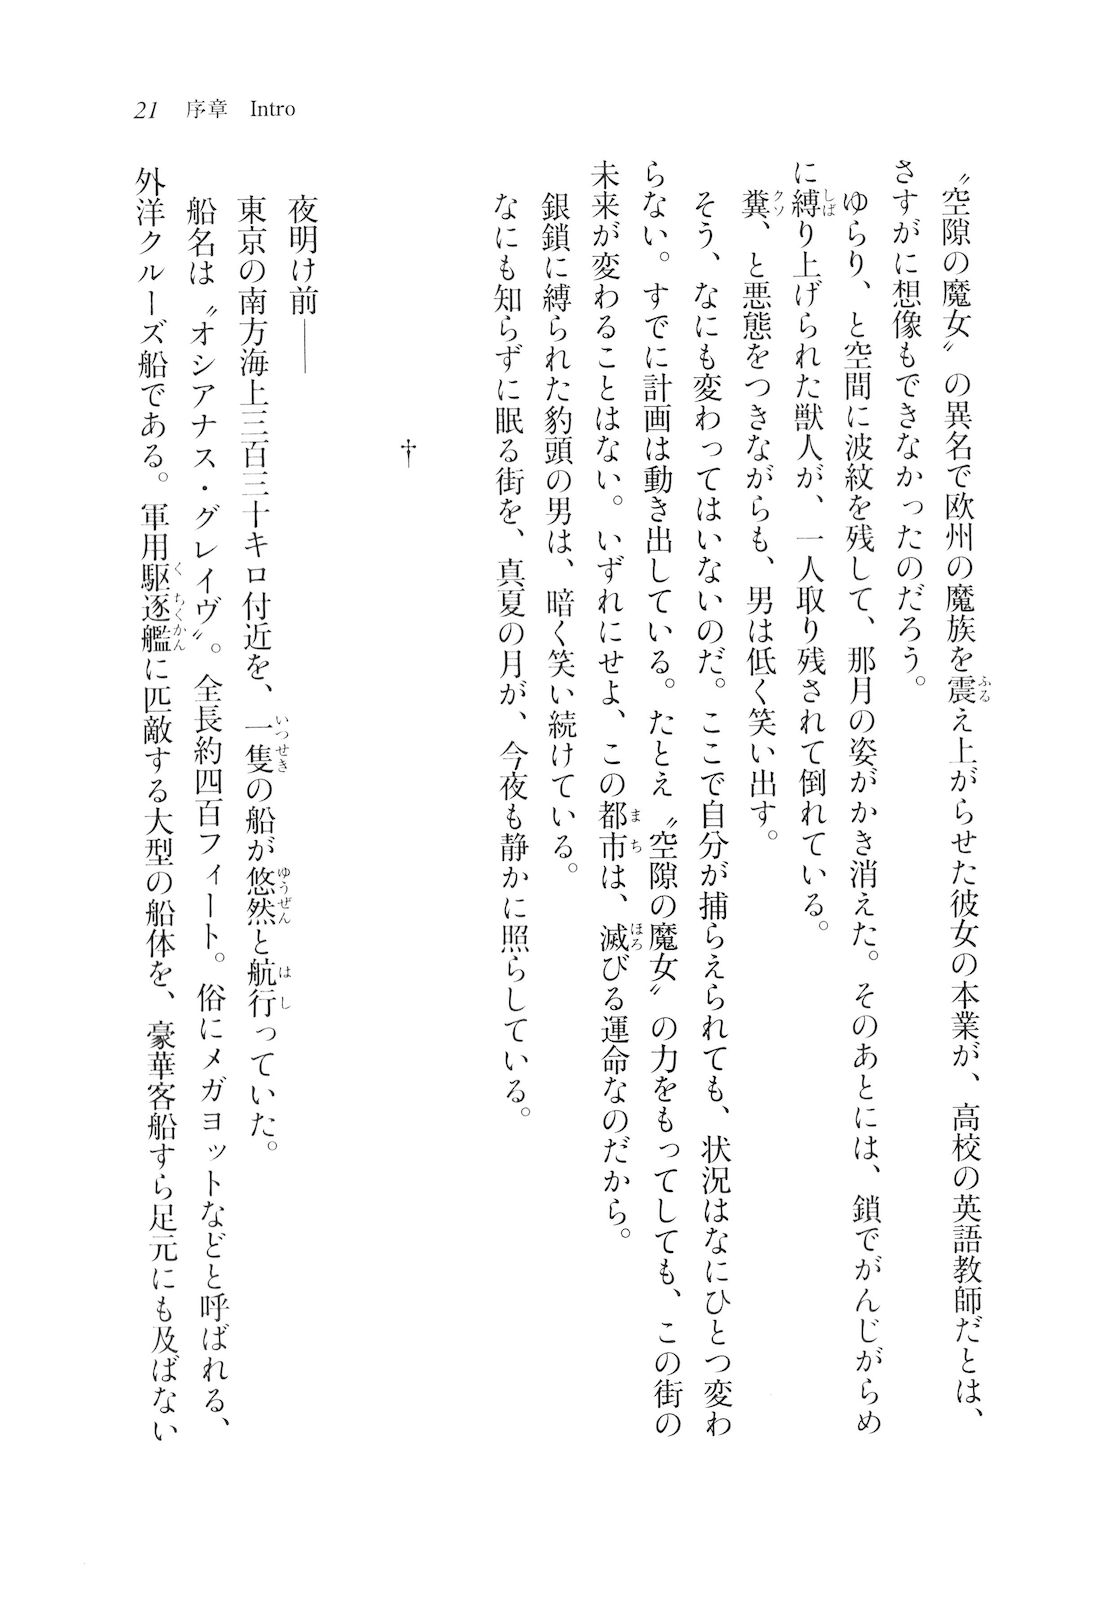 21 序章 Intro
〝空隙の魔女〟の異名で欧州の魔族を震え上がらせた彼女の本業が、高校の英語教師だとは、
さすがに想像もできなかったのだろう。
ゆらり、と空間に波紋を残して、那月の姿がかき消えた。そのあとには、鎖でがんじがらめ
に縛り上げられた獣人が、一人取り残されて倒れている。
糞、と悪態をつきながらも、男は低く笑い出す。
そう、なにも変わってはいないのだ。ここで自分が捕らえられても、状況はなにひとつ変わ
らない。すでに計画は動き出している。たとえ〝空隙の魔女〟の力をもってしても、この街の
未来が変わることはない。いずれにせよ、この都市は、滅びる運命なのだから。
銀鎖に縛られた豹頭の男は、暗く笑い続けている。
なにも知らずに眠る街を、真夏の月が、今夜も静かに照らしている。
†
夜明け前――
東京の南方海上三百三十キロ付近を、一隻の船が悠然と航行っていた。
船名は〝オシアナス・グレイヴ〟。全長約四百フィート。俗にメガヨットなどと呼ばれる、
外洋クルーズ船である。軍用駆逐艦に匹敵する大型の船体を、豪華客船すら足元にも及ばない